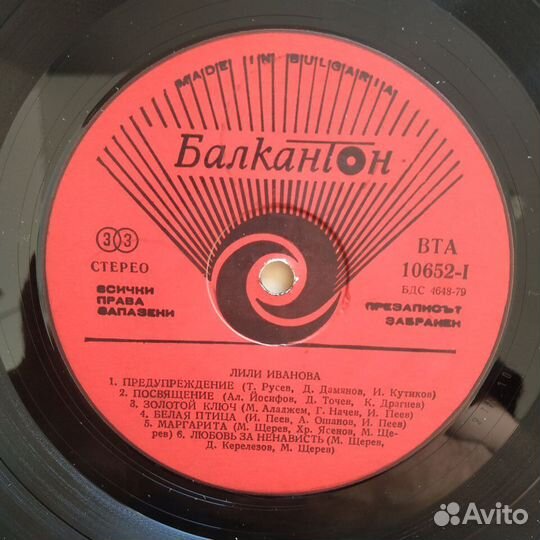 MADE IN BULGARIA
Балкантон
33
СТЕРЕО
ВСИЧКИ
ПРАВА
ЗАПАЗЕНИ
ВТА
10652-I
БДС 4648-79
ПРЕЗАПИСЪТ
ЗАБРАНЕН
ЛИЛИ ИВАНОВА
1. ПРЕДУПРЕЖДЕНИЕ (Т. Русев, Д. Дамянов, И. Кутиков)
2. ПОСВЯЩЕНИЕ (Ал. Йосифов, Д. Точев, К. Драгнев)
3. ЗОЛОТОЙ КЛЮЧ (М. Аладжем, Г. Начев, И. Пеев)
4. БЕЛАЯ ПТИЦА (И. Пеев, А. Ошанов, И. Пеев)
5. МАРГАРИТА (М. Щерев, Хр. Ясенов, М. Ще-
рев) 6. ЛЮБОВЬ ЗА НЕНАВИСТЬ (М. Щерев,
Д. Керелезов, М. Щерев)
Avito